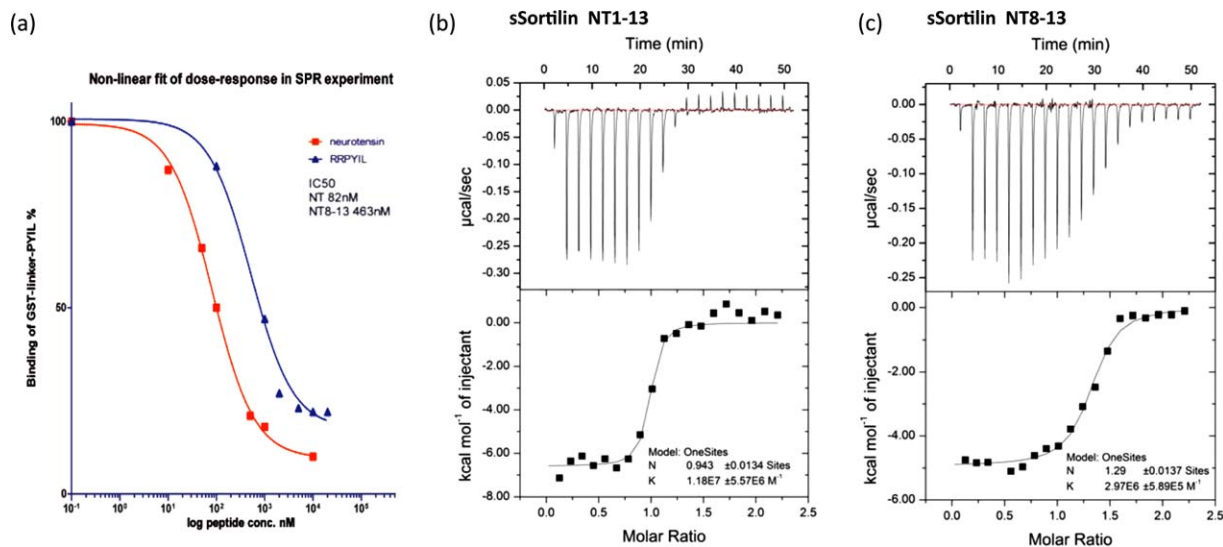 (a)
Non-linear fit of dose-response in SPR experiment
Binding of GST-linker-PYIL %
100
50
0
neurotensin
RRPYIL
IC50
NT 82nM
NT8-13 463nM
10-1 100 101 102 103 104 105
log peptide conc. nM
(b)
sSortilin NT1-13
Time (min)
0 10 20 30 40 50
µcal/sec
0.05
0.00
-0.05
-0.10
-0.15
-0.20
-0.25
-0.30
kcal mol-1 of injectant
0.00
-2.00
-4.00
-6.00
-8.00
Model: OneSites
N 0.943 ±0.0134 Sites
K 1.18E7 ±5.57E6 M-1
0.0 0.5 1.0 1.5 2.0 2.5
Molar Ratio
(c)
sSortilin NT8-13
Time (min)
0 10 20 30 40 50
µcal/sec
0.00
-0.05
-0.10
-0.15
-0.20
-0.25
kcal mol-1 of injectant
0.00
-2.00
-4.00
-6.00
Model: OneSites
N 1.29 ±0.0137 Sites
K 2.97E6 ±5.89E5 M-1
0.0 0.5 1.0 1.5 2.0 2.5
Molar Ratio